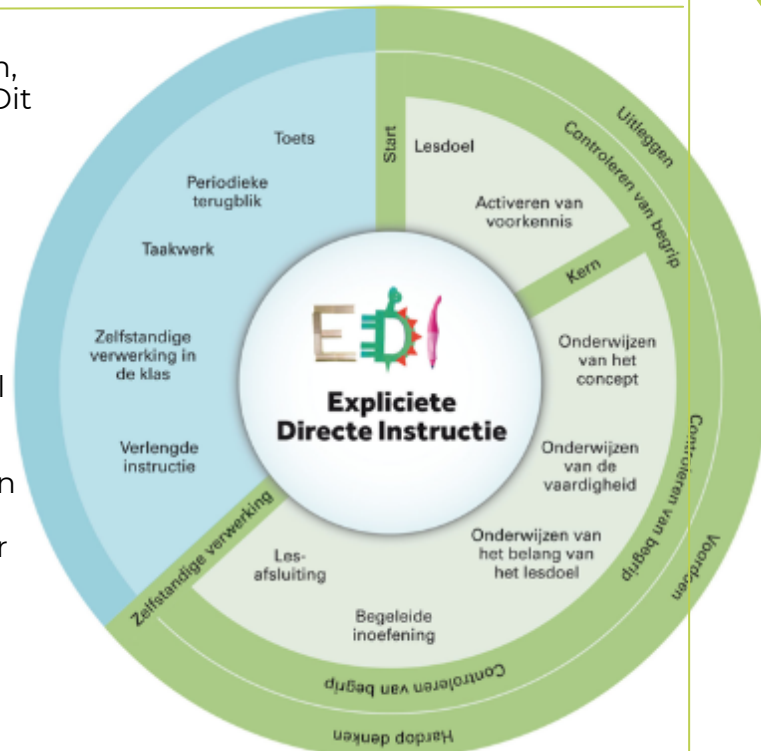 n,
Dit
l
n
r
Start
Lesdoel
Activeren van
voorkennis
Kern
Onderwijzen
van het
concept
Onderwijzen
van de
vaardigheid
Onderwijzen van
het belang van
het lesdoel
Begeleide
inoefening
Les-
afsluiting
Zelfstandige verwerking
Verlengde
instructie
Zelfstandige
verwerking in
de klas
Taakwerk
Periodieke
terugblik
Toets
EDI
Expliciete
Directe Instructie
Controleren van begrip
Controleren van begrip
Controleren van begrip
Uitleggen
Voordoen
Hardop denken